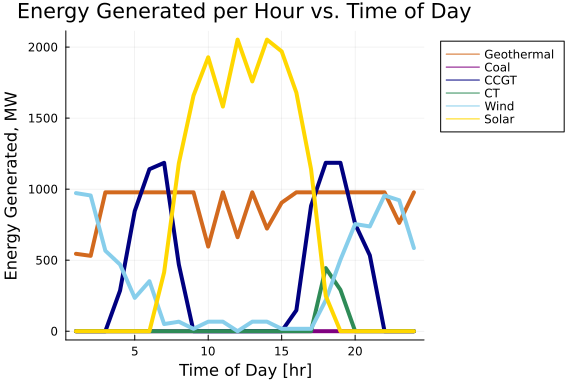 Energy Generated per Hour vs. Time of Day
Energy Generated, MW
2000
1500
1000
500
0
5
10
15
20
Time of Day [hr]
Geothermal
Coal
CCGT
CT
Wind
Solar